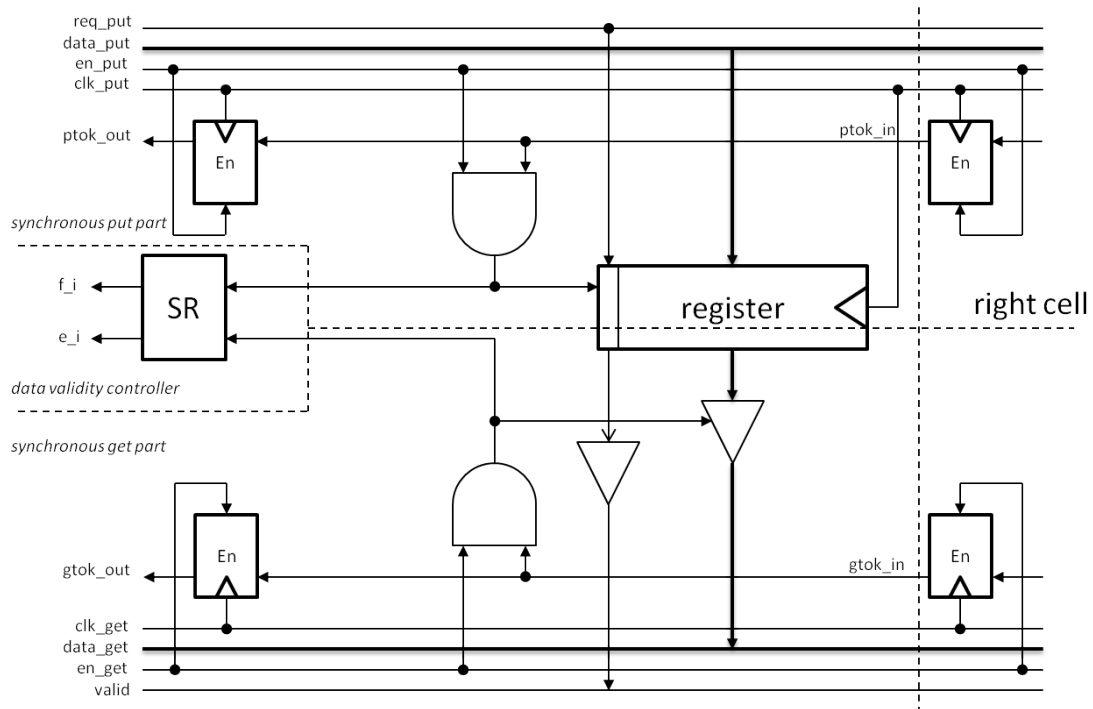 req_put
data_put
en_put
clk_put
ptok_out
En
ptok_in
En
synchronous put part
f_i
SR
register
right cell
e_i
data validity controller
synchronous get part
En
En
gtok_out
gtok_in
clk_get
data_get
en_get
valid